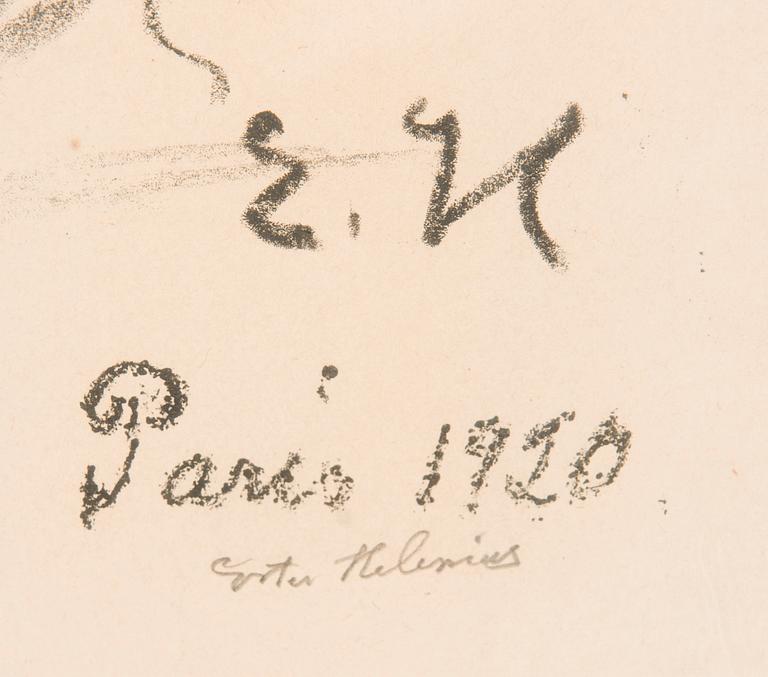 E. H
Paris 1920.
Ester Helenius